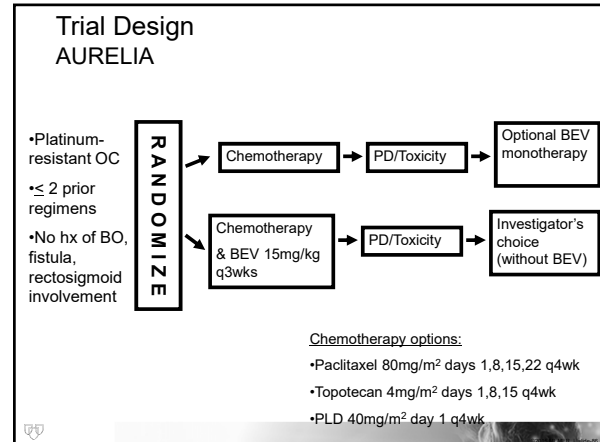 Trial Design
AURELIA
•Platinum-
resistant OC
•≤ 2 prior
regimens
•No hx of BO,
fistula,
rectosigmoid
involvement
RANDOMIZE
Chemotherapy
PD/Toxicity
Optional BEV
monotherapy
Chemotherapy
& BEV 15mg/kg
q3wks
PD/Toxicity
Investigator's
choice
(without BEV)
Chemotherapy options:
•Paclitaxel 80mg/m² days 1,8,15,22 q4wk
•Topotecan 4mg/m² days 1,8,15 q4wk
•PLD 40mg/m² day 1 q4wk